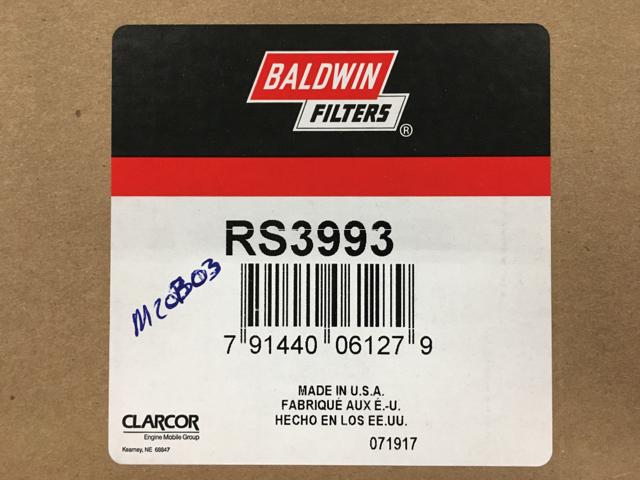 BALDWIN
FILTERS®
RS3993
M20B03
7 91440 06127 9
MADE IN U.S.A.
FABRIQUÉ AUX É.-U.
HECHO EN LOS EE.UU.
CLARCOR
Engine Mobile Group
Kearney, NE 68847
071917